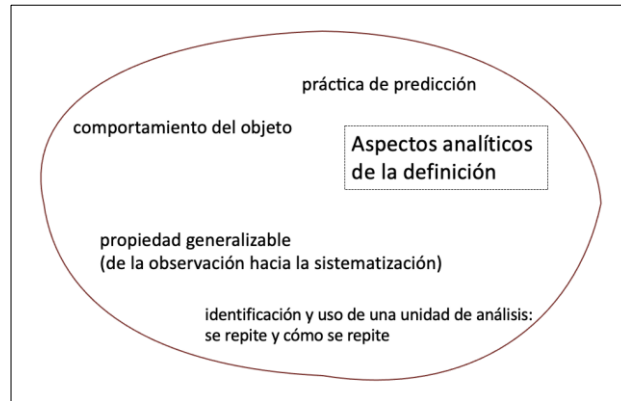 práctica de predicción
comportamiento del objeto
Aspectos analíticos
de la definición
propiedad generalizable
(de la observación hacia la sistematización)
identificación y uso de una unidad de análisis:
se repite y cómo se repite